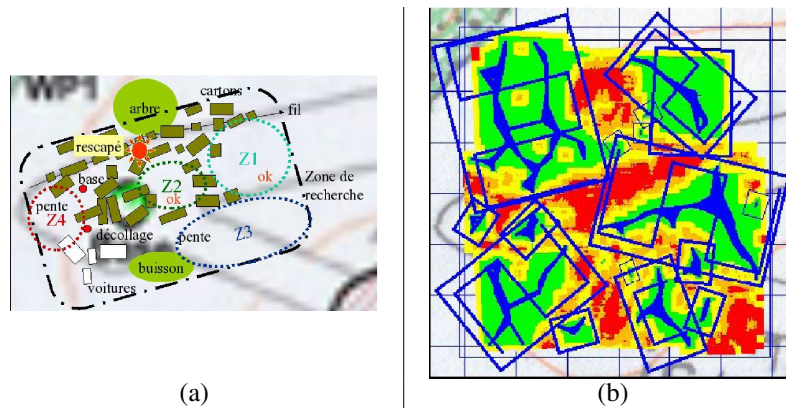 WP1
cartons
arbre
fil
rescapé
Z1
ok
Zone de
recherche
base
Z2
ok
pente
Z4
décollage
pente
Z3
buisson
voitures
(a)
(b)